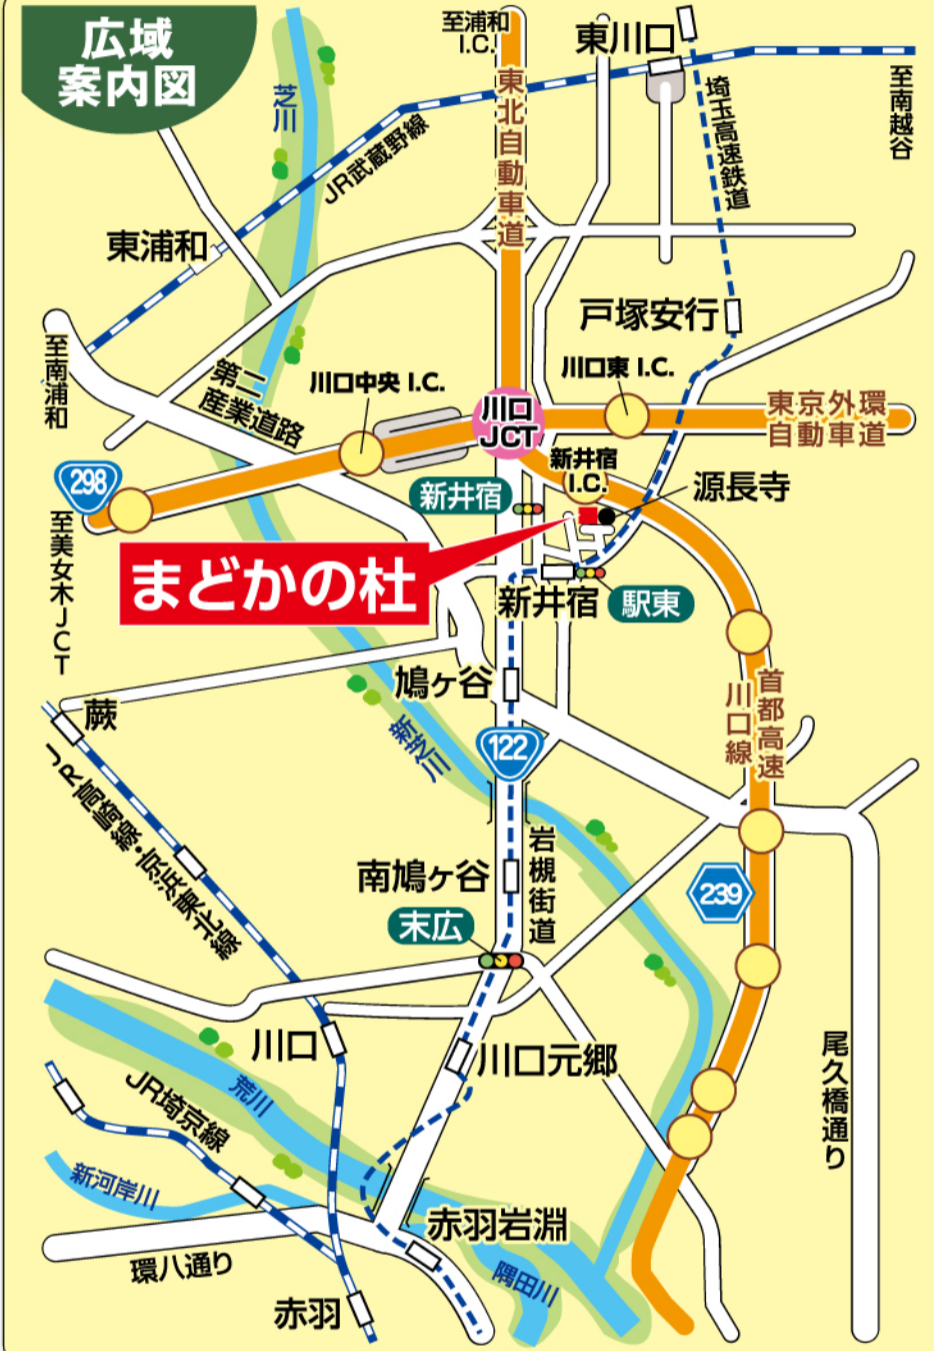 広域
案内図
至浦和
I.C.
東川口
至南越谷
芝川
東北自動車道
埼玉高速鉄道
JR武蔵野線
東浦和
戸塚安行
至南浦和
第二
産業道路
川口中央 I.C.
川口東 I.C.
川口
JCT
東京外環
自動車道
新井宿
I.C.
源長寺
298
新井宿
至美女木JCT
まどかの杜
新井宿
駅東
鳩ヶ谷
蕨
新芝川
122
首都高速
川口線
JR高崎線・京浜東北線
南鳩ヶ谷
岩槻街道
239
末広
川口
川口元郷
尾久橋通り
荒川
JR埼京線
新河岸川
赤羽岩淵
環八通り
隅田川
赤羽